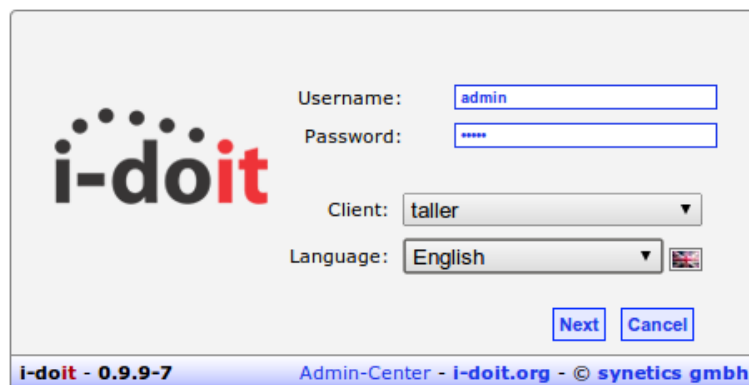 Username: admin
Password: •••••
i-doit
Client: taller
Language: English
Next Cancel
i-doit - 0.9.9-7 Admin-Center - i-doit.org - © synetics gmbh